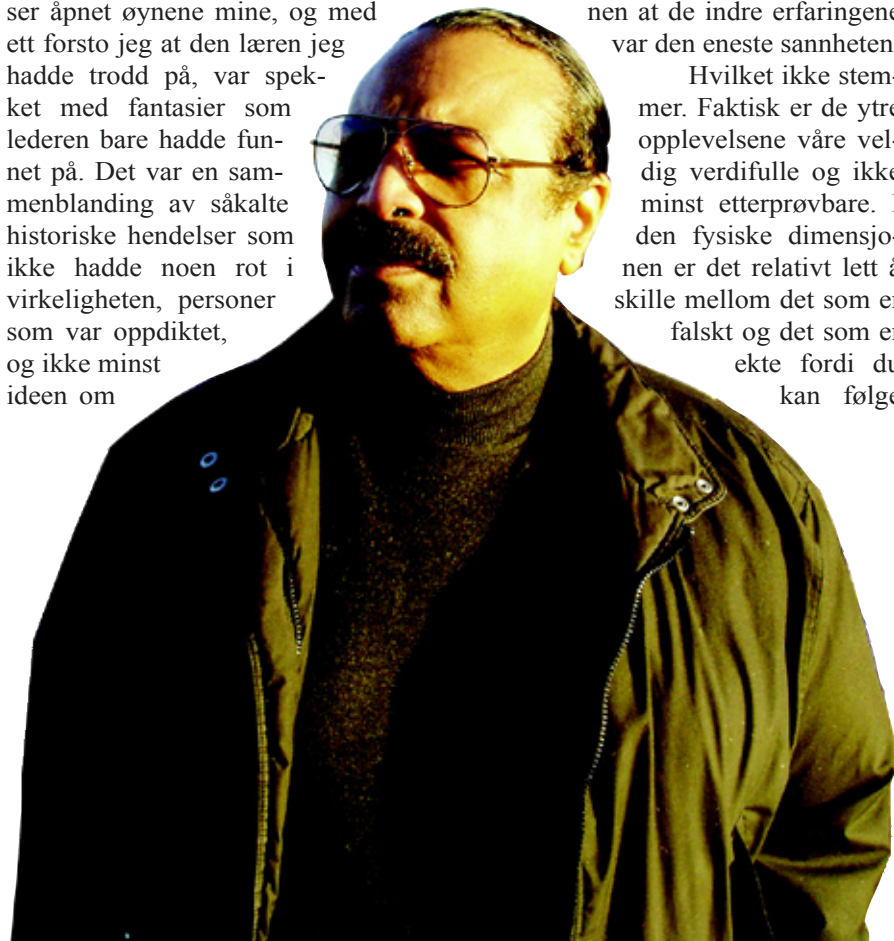 ser åpnet øynene mine, og med
ett forsto jeg at den læren jeg
hadde trodd på, var spek-
ket med fantasier som
lederen bare hadde fun-
net på. Det var en sam-
menblanding av såkalte
historiske hendelser som
ikke hadde noen rot i
virkeligheten, personer
som var oppdiktet,
og ikke minst
ideen om
nen at de indre erfaringene
var den eneste sannheten
Hvilket ikke stem-
mer. Faktisk er de ytre
opplevelsene våre vel-
dig verdifulle og ikke
minst etterprøvbare.
den fysiske dimensjo-
nen er det relativt lett å
skille mellom det som er
falskt og det som er
ekte fordi du
kan følge